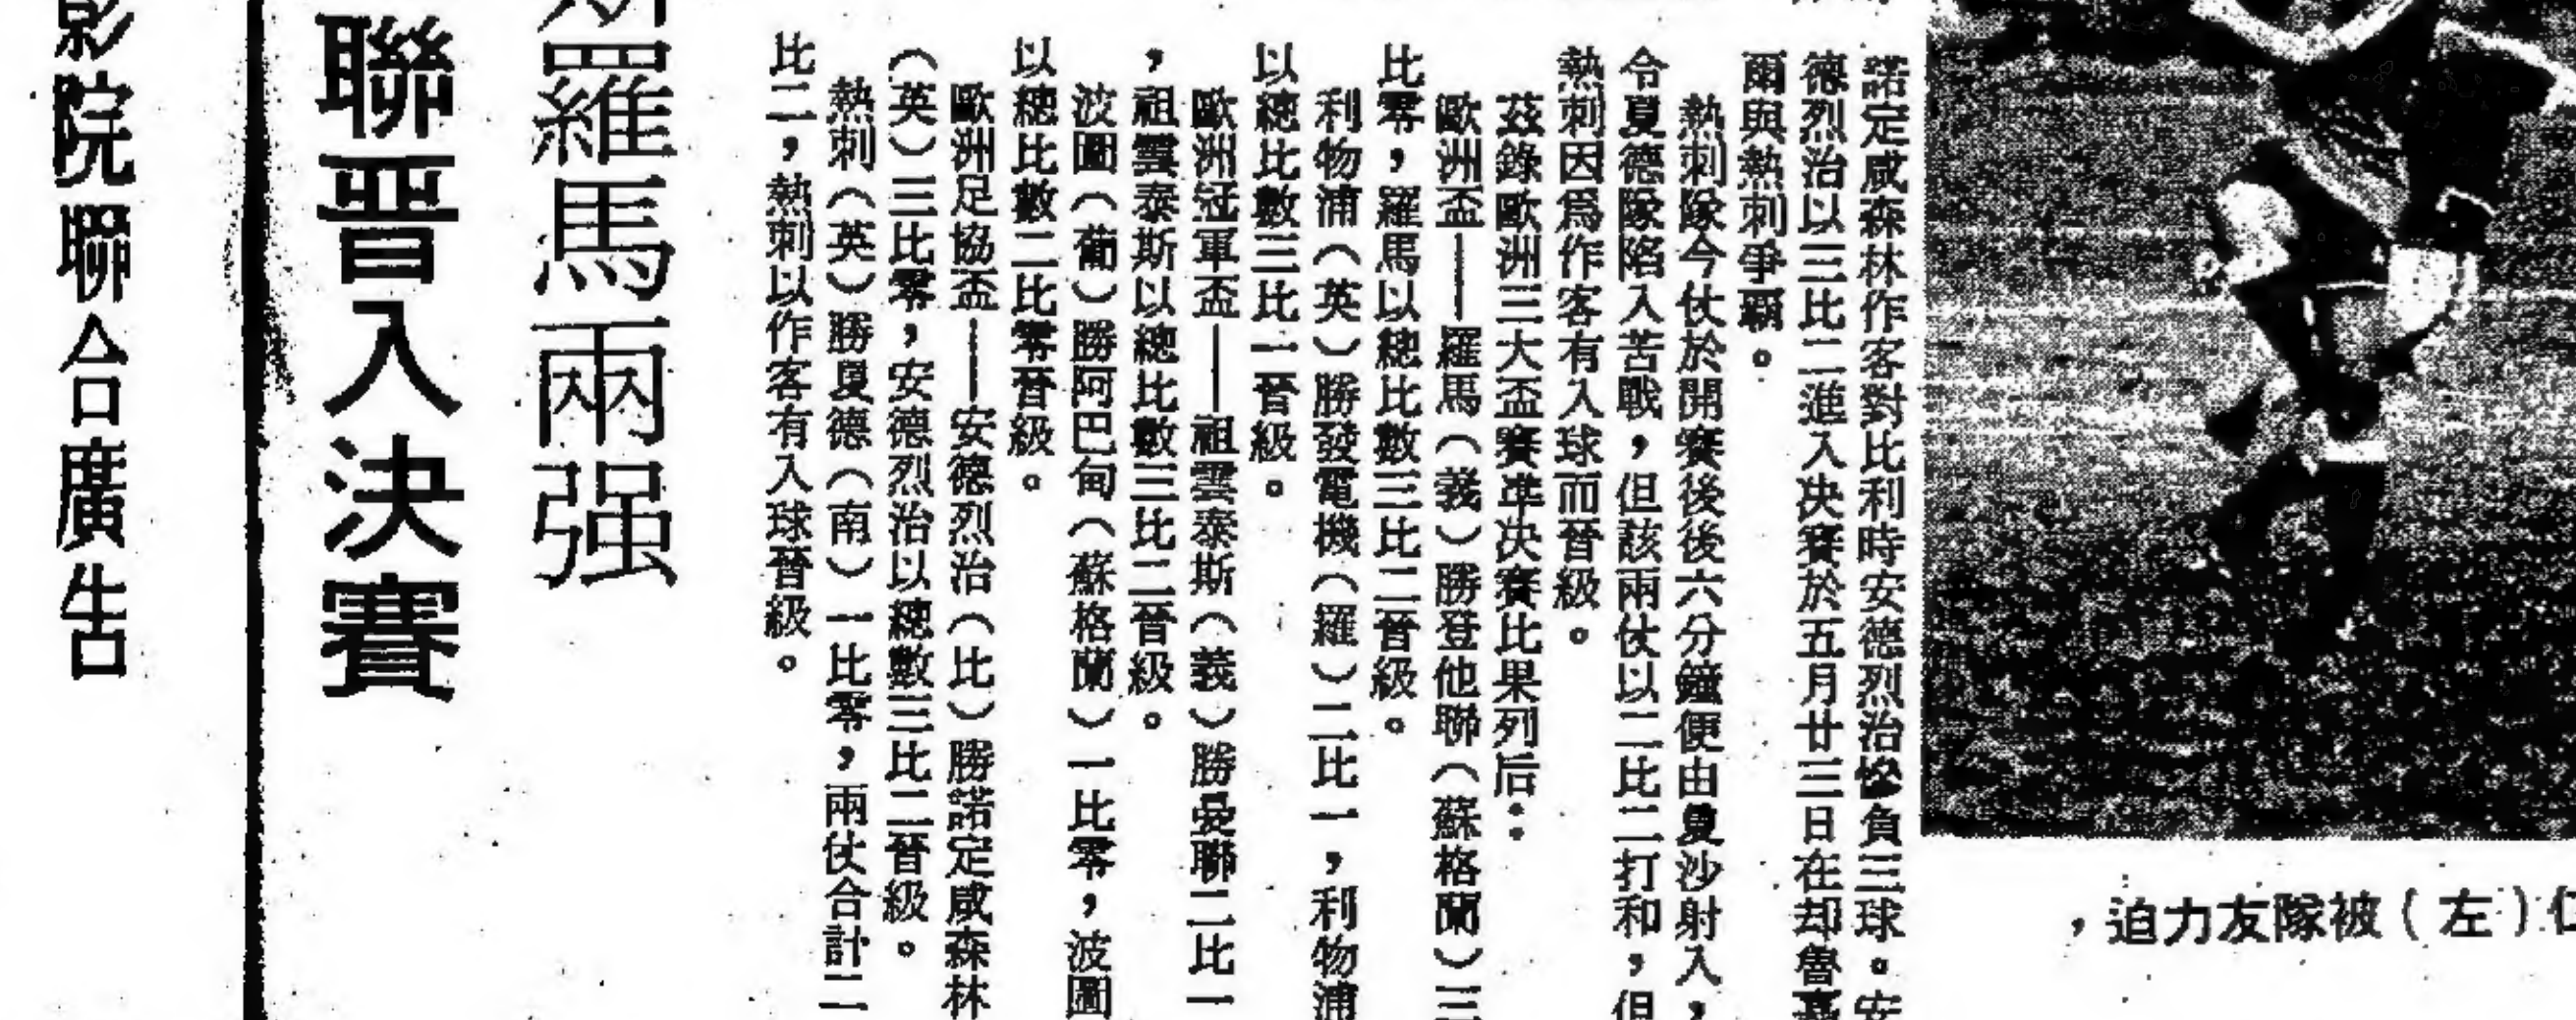 ，迫力友隊被（左）
諾定咸森林作客對比利時安德烈治慘負三球。安
德烈治以三比二進入决賽於五月廿三日在却魯塞
爾與熱刺爭霸。
熱刺隊今仗於開賽後後六分鐘便由夏沙射入，
令夏德隊陷入苦戰，但該兩仗以二比二打和，但
熱刺因爲作客有入球而晉級。
茲錄歐洲三大盃賽準决賽比果列后：
歐洲盃——羅馬（義）勝登他聯（蘇格蘭）三
比零，羅馬以總比數三比二晉級。
利物浦（英）勝發電機（羅）二比一，利物浦
以總比數三比一晉級。
歐洲冠軍盃——祖雲泰斯（義）勝曼聯二比一
，祖雲泰斯以總比數三比二晉級。
波圖（葡）勝阿巴甸（蘇格蘭）一比零，波圖
以總比數二比零晉級。
歐洲足協盃——安德烈治（比）勝諾定咸森林
（英）三比零，安德烈治以總數三比二晉級。
熱刺（英）勝夏德（南）一比零，兩仗合計二
比二，熱刺以作客有入球晉級。
羅馬兩强
聯晋入決賽
影院聯合廣告